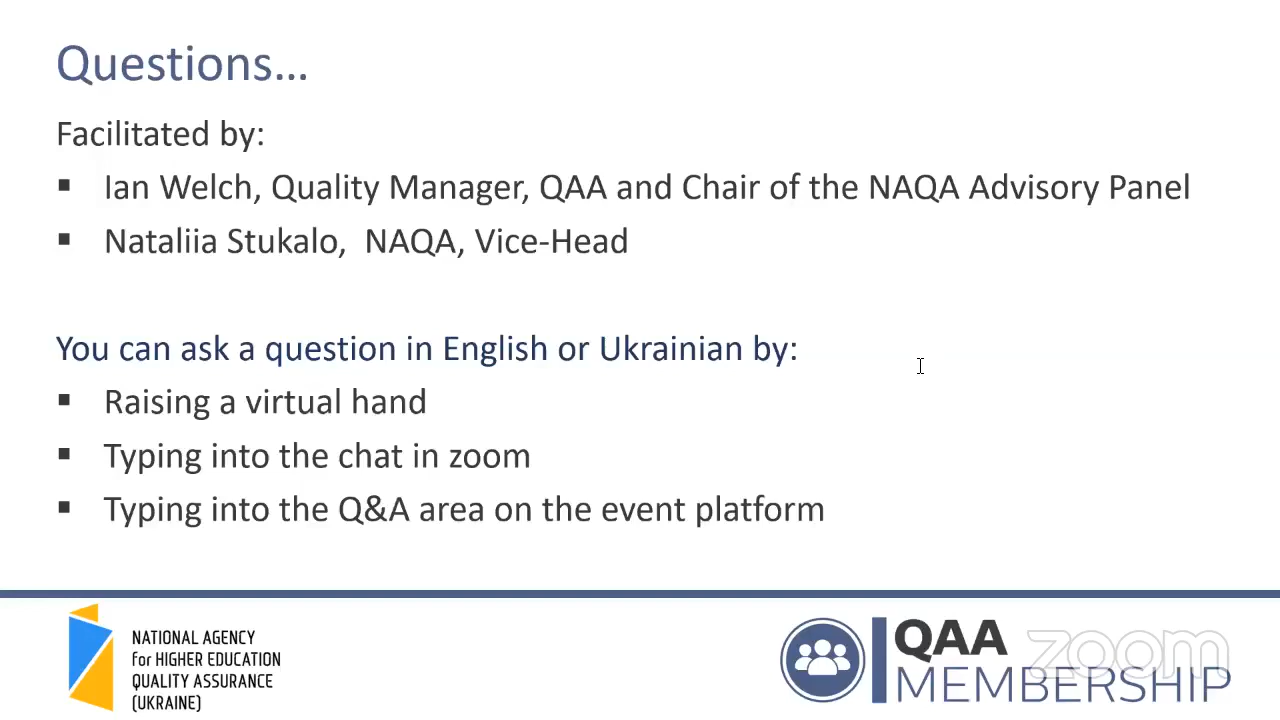 Questions...
Facilitated by:
▪ Ian Welch, Quality Manager, QAA and Chair of the NAQA Advisory Panel
▪ Nataliia Stukalo,  NAQA, Vice-Head
You can ask a question in English or Ukrainian by:
▪ Raising a virtual hand
▪ Typing into the chat in zoom
▪ Typing into the Q&A area on the event platform
NATIONAL AGENCY
for HIGHER EDUCATION
QUALITY ASSURANCE
(UKRAINE)
QAA
MEMBERSHIP
zoom